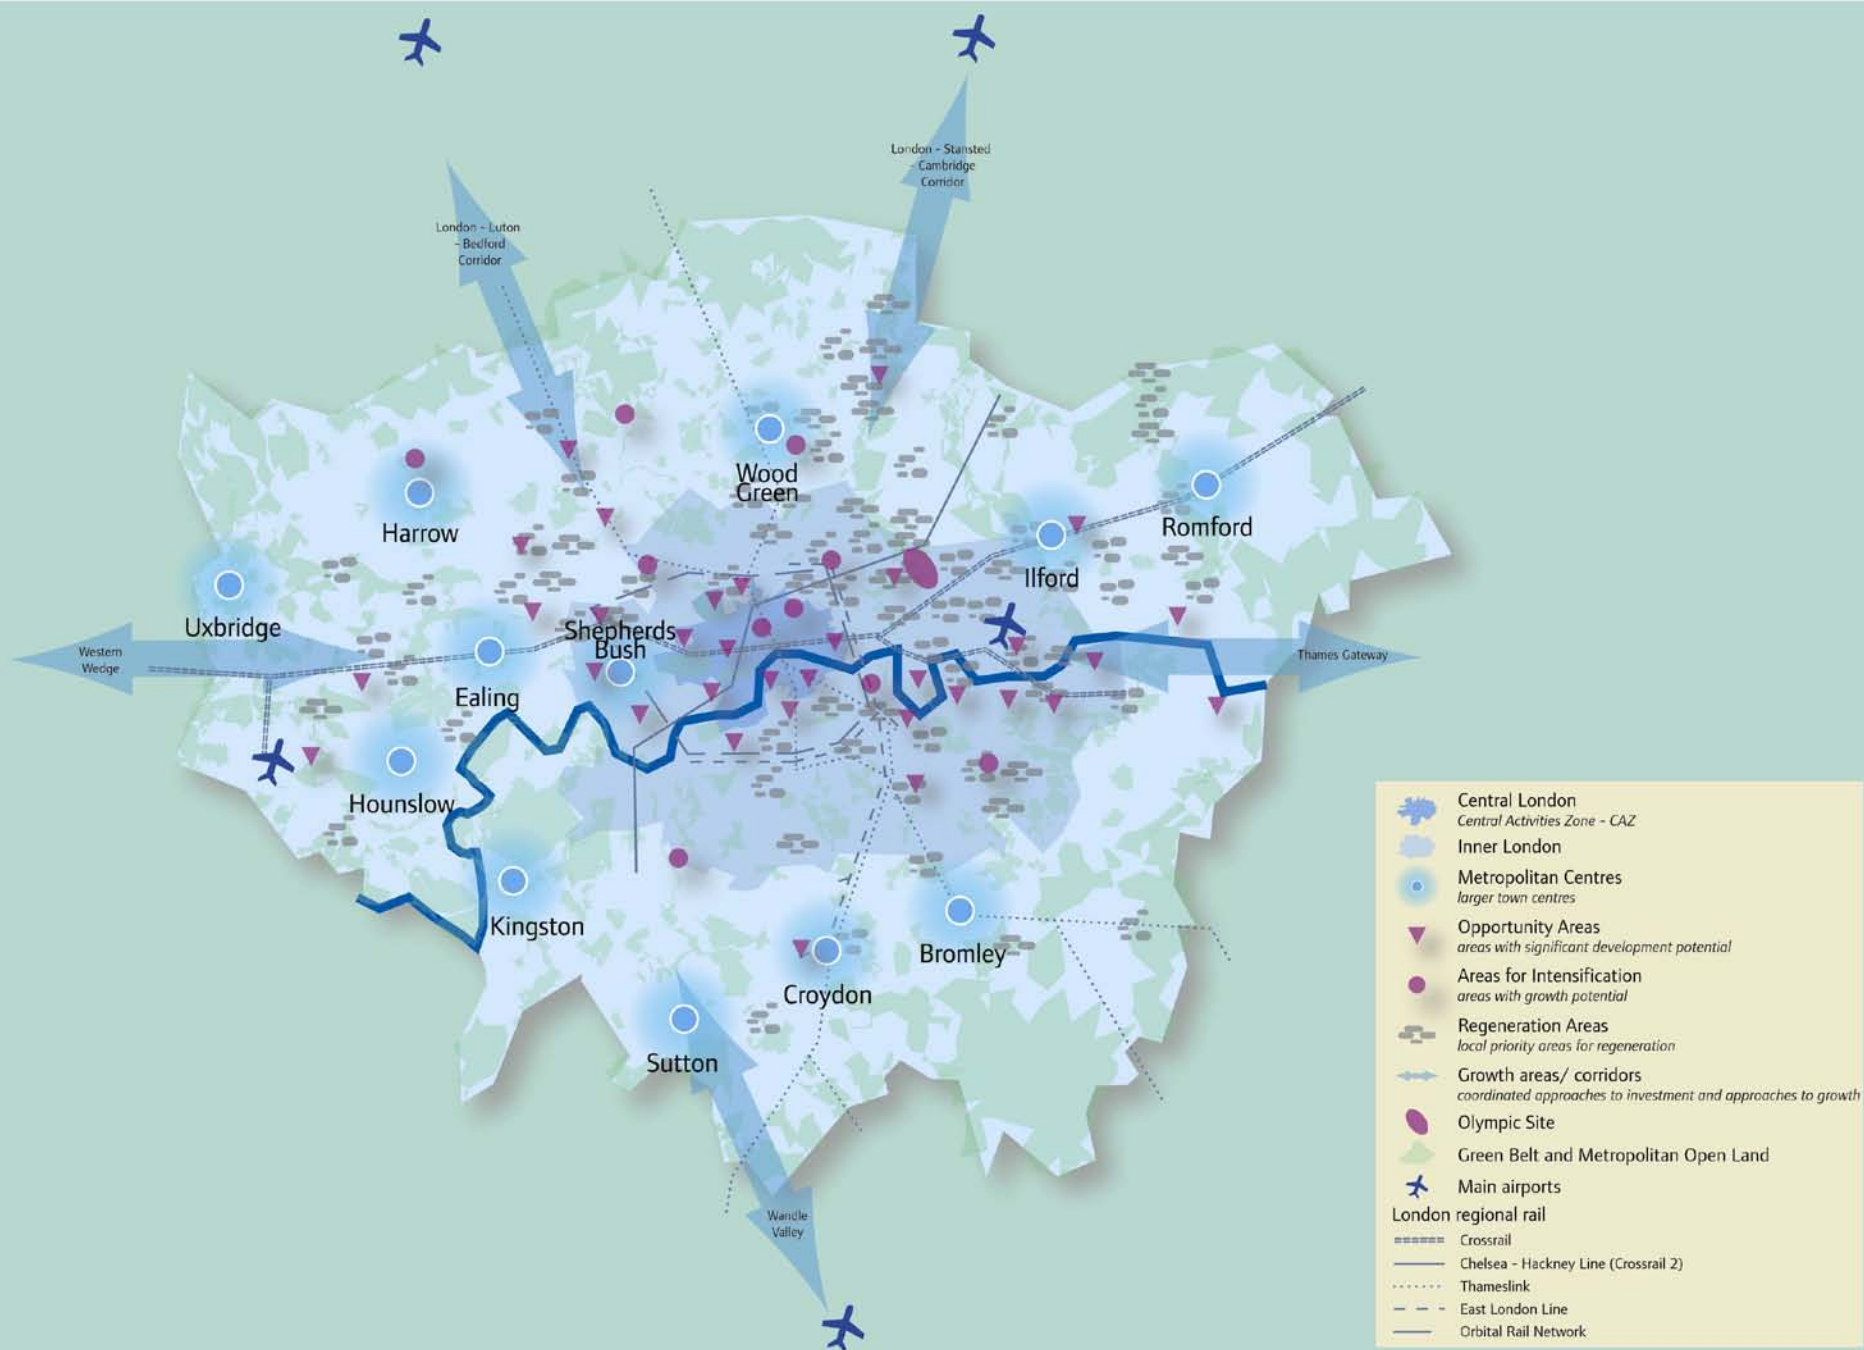 London - Stansted
- Cambridge
Corridor
London - Luton
- Bedford
Corridor
Wood
Green
Harrow
Romford
Ilford
Uxbridge
Shepherds
Bush
Western
Wedge
Thames Gateway
Ealing
Hounslow
Kingston
Bromley
Croydon
Sutton
Wandle
Valley
Central London
Central Activities Zone - CAZ
Inner London
Metropolitan Centres
larger town centres
Opportunity Areas
areas with significant development potential
Areas for Intensification
areas with growth potential
Regeneration Areas
local priority areas for regeneration
Growth areas/ corridors
coordinated approaches to investment and approaches to growth
Olympic Site
Green Belt and Metropolitan Open Land
Main airports
London regional rail
Crossrail
Chelsea - Hackney Line (Crossrail 2)
Thameslink
East London Line
Orbital Rail Network